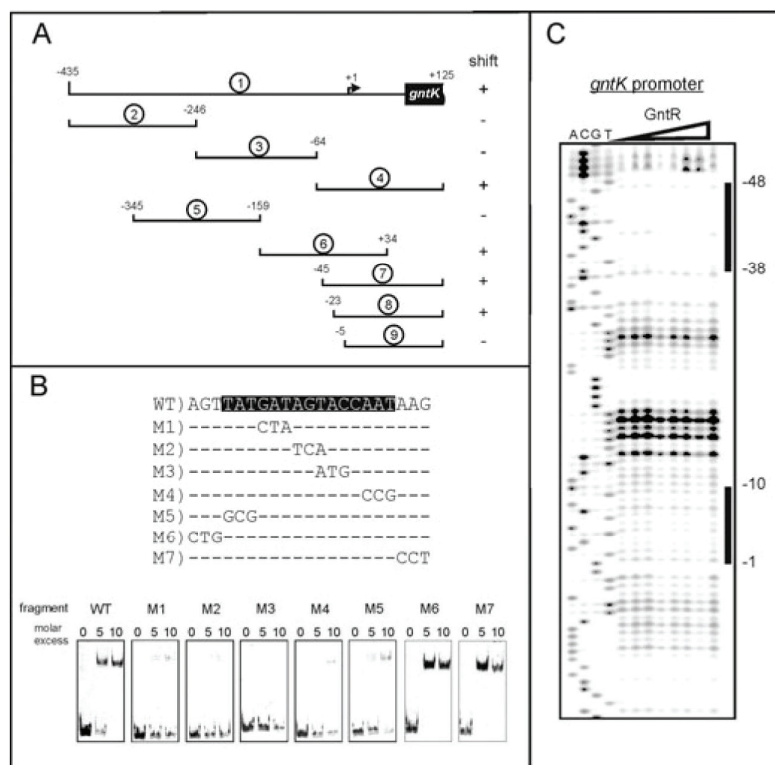 A
shift
-435
1
+1
+125
gntK
+
2
-246
-
3
-64
-
4
+
-345
5
-159
-
6
+34
+
-45
7
+
-23
8
+
-5
9
-
B
WT) AGTTATGATAGTACCAATAAG
M1) ------CTA------------
M2) ---------TCA---------
M3) -----------ATG-------
M4) ---------------CCG---
M5) ---GCG---------------
M6) CTG------------------
M7) ------------------CCT
fragment WT M1 M2 M3 M4 M5 M6 M7
molar excess 0 5 10 0 5 10 0 5 10 0 5 10 0 5 10 0 5 10 0 5 10 0 5 10
C
gntK promoter
GntR
A C G T
-48
-38
-10
-1